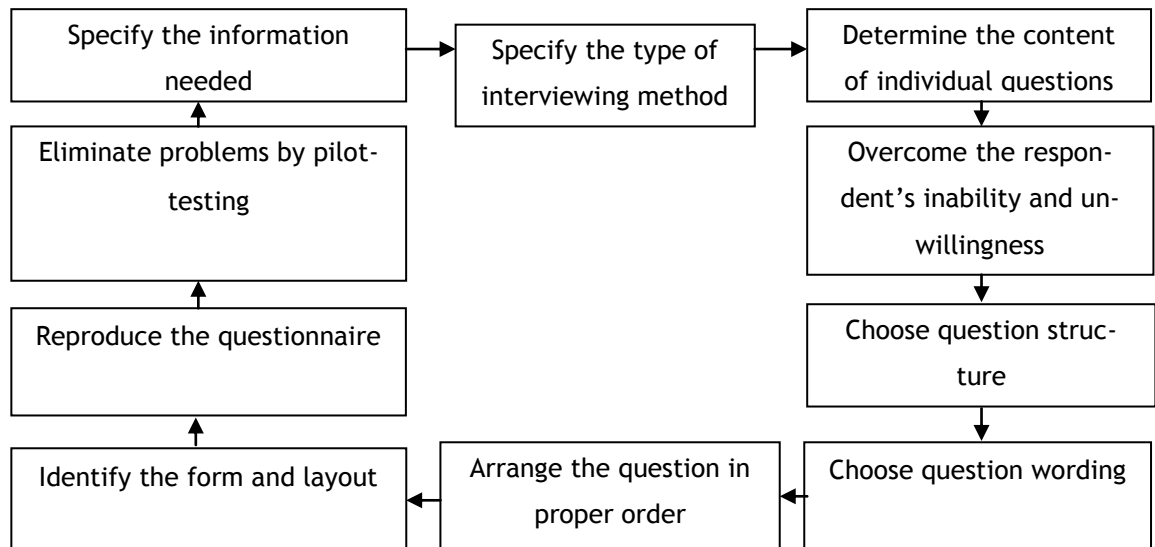 Specify the information
needed
Specify the type of
interviewing method
Determine the content
of individual questions
Overcome the respon-
dent’s inability and un-
willingness
Choose question struc-
ture
Choose question wording
Arrange the question in
proper order
Identify the form and layout
Reproduce the questionnaire
Eliminate problems by pilot-
testing